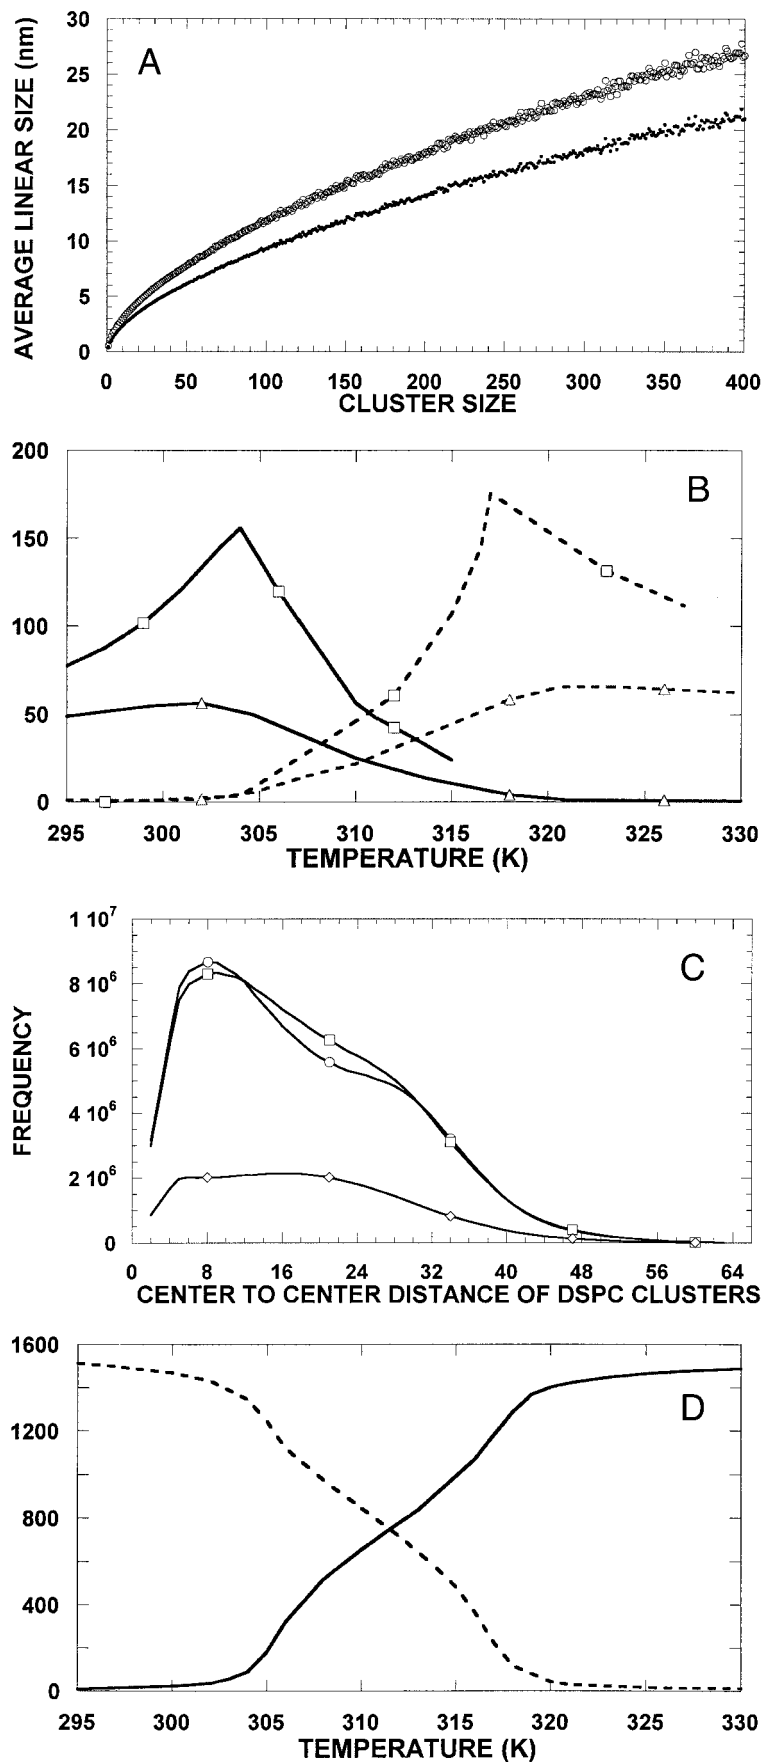 A
AVERAGE LINEAR SIZE (nm)
30
25
20
15
10
5
0
0 50 100 150 200 250 300 350 400
CLUSTER SIZE
B
200
150
100
50
0
295 300 305 310 315 320 325 330
TEMPERATURE (K)
C
FREQUENCY
1 10⁷
8 10⁶
6 10⁶
4 10⁶
2 10⁶
0
0 8 16 24 32 40 48 56 64
CENTER TO CENTER DISTANCE OF DSPC CLUSTERS
D
1600
1200
800
400
0
295 300 305 310 315 320 325 330
TEMPERATURE (K)